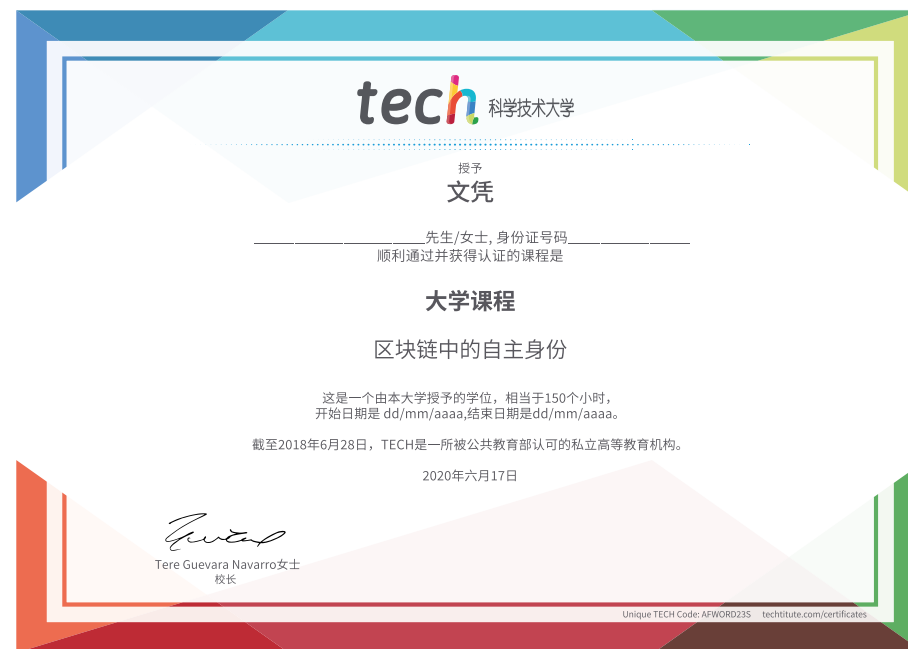 tech 科学技术大学
授予
文凭
______________________先生/女士, 身份证号码________________
顺利通过并获得认证的课程是
大学课程
区块链中的自主身份
这是一个由本大学授予的学位，相当于150个小时，
开始日期是 dd/mm/aaaa,结束日期是dd/mm/aaaa。
截至2018年6月28日，TECH是一所被公共教育部认可的私立高等教育机构。
2020年六月17日
Tere Guevara Navarro女士
校长
Unique TECH Code: AFWORD23S techtitute.com/certificates